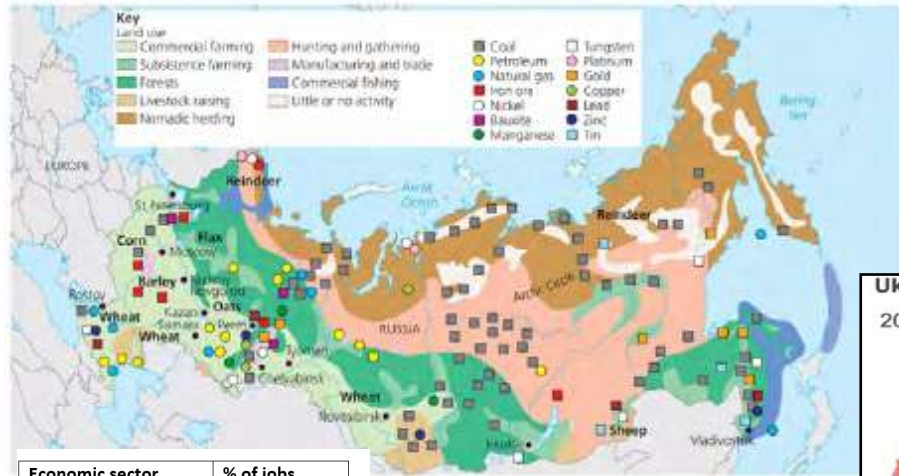 Key
Land use
Commercial farming
Subsistence farming
Forests
Livestock raising
Nomadic herding
Hunting and gathering
Manufacturing and trade
Commercial fishing
Little or no activity
Coal
Petroleum
Natural gas
Iron ore
Nickel
Bauxite
Manganese
Tungsten
Platinum
Gold
Copper
Lead
Zinc
Tin
Bering
Sea
EUROPE
Arctic
Ocean
Reindeer
Reindeer
St. Petersburg
Flax
Corn
Moscow
Barley
Nizhniy
Novgorod
Rostov
Oats
Kazan
Wheat
Samara
Perm
Wheat
Tyumen
Chelyabinsk
RUSSIA
Arctic Circle
Wheat
Novosibirsk
Irkutsk
Sheep
Vladivostok
Uk
20
Economic sector
% of jobs